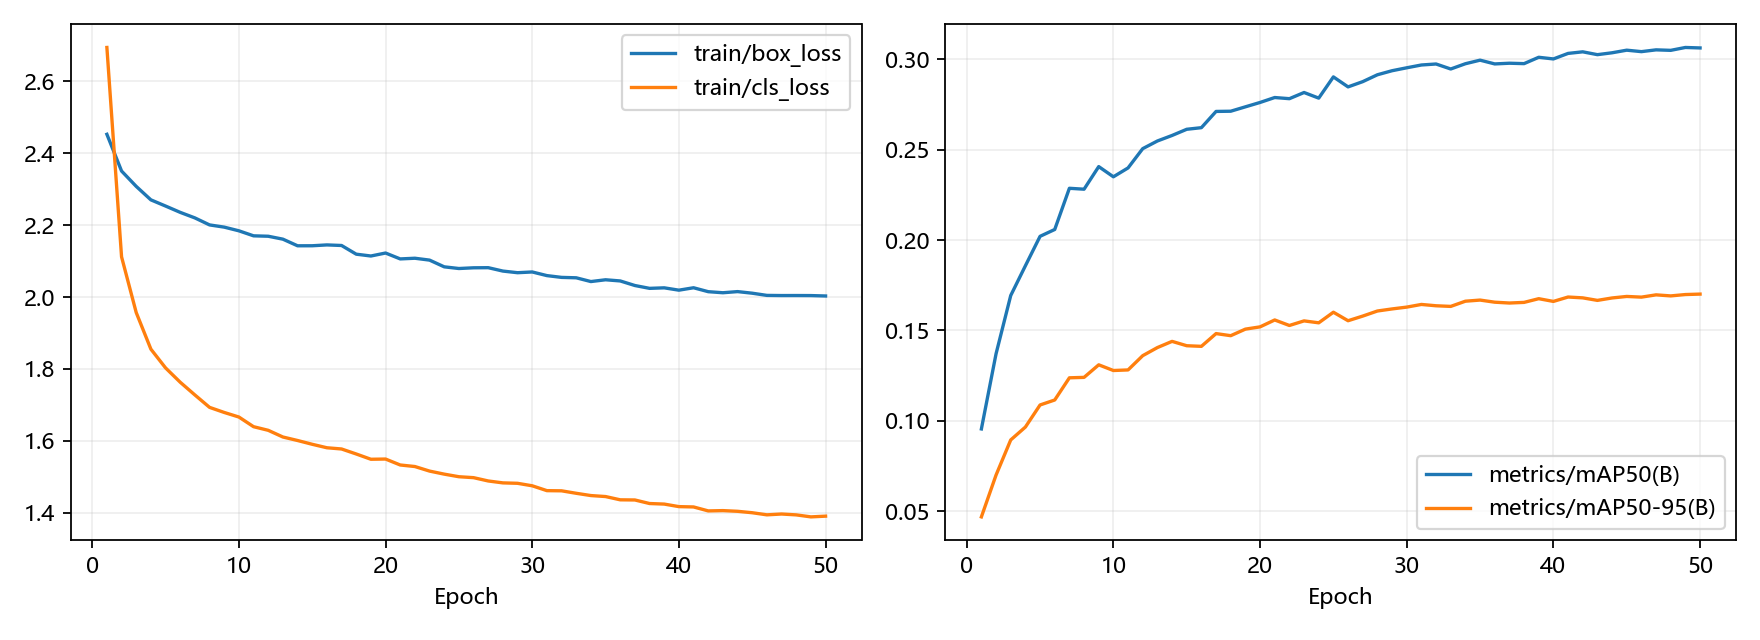 train/box_loss
train/cls_loss
2.6
2.4
2.2
2.0
1.8
1.6
1.4
0 10 20 30 40 50
Epoch
0.30
0.25
0.20
0.15
0.10
0.05
metrics/mAP50(B)
metrics/mAP50-95(B)
0 10 20 30 40 50
Epoch